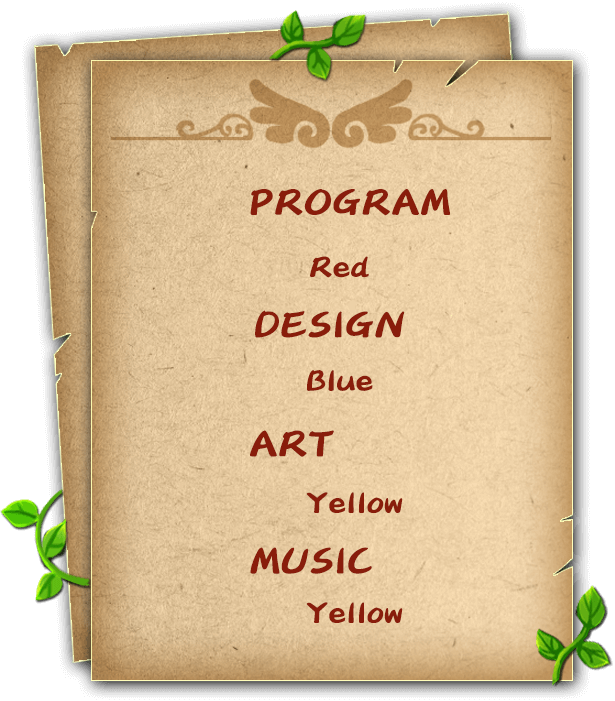 PROGRAM
Red
DESIGN
Blue
ART
Yellow
MUSIC
Yellow